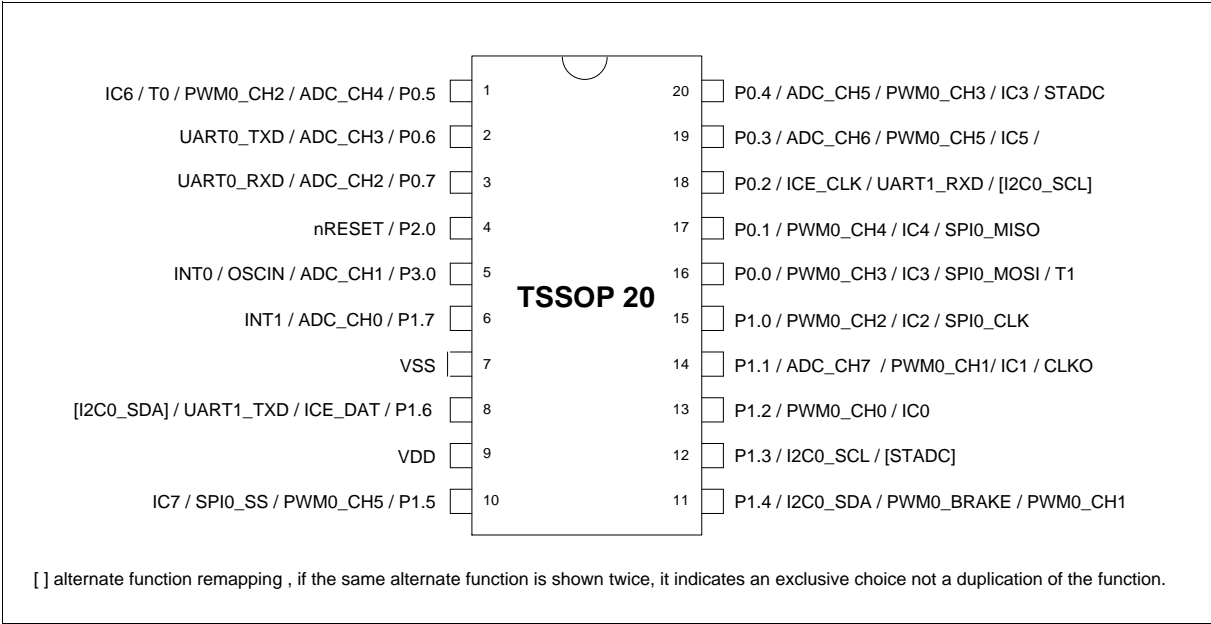 IC6 / T0 / PWM0_CH2 / ADC_CH4 / P0.5 1 20 P0.4 / ADC_CH5 / PWM0_CH3 / IC3 / STADC
UART0_TXD / ADC_CH3 / P0.6 2 19 P0.3 / ADC_CH6 / PWM0_CH5 / IC5 /
UART0_RXD / ADC_CH2 / P0.7 3 18 P0.2 / ICE_CLK / UART1_RXD / [I2C0_SCL]
nRESET / P2.0 4 17 P0.1 / PWM0_CH4 / IC4 / SPI0_MISO
INT0 / OSCIN / ADC_CH1 / P3.0 5 16 P0.0 / PWM0_CH3 / IC3 / SPI0_MOSI / T1
TSSOP 20
INT1 / ADC_CH0 / P1.7 6 15 P1.0 / PWM0_CH2 / IC2 / SPI0_CLK
VSS 7 14 P1.1 / ADC_CH7 / PWM0_CH1/ IC1 / CLKO
[I2C0_SDA] / UART1_TXD / ICE_DAT / P1.6 8 13 P1.2 / PWM0_CH0 / IC0
VDD 9 12 P1.3 / I2C0_SCL / [STADC]
IC7 / SPI0_SS / PWM0_CH5 / P1.5 10 11 P1.4 / I2C0_SDA / PWM0_BRAKE / PWM0_CH1
[ ] alternate function remapping , if the same alternate function is shown twice, it indicates an exclusive choice not a duplication of the function.